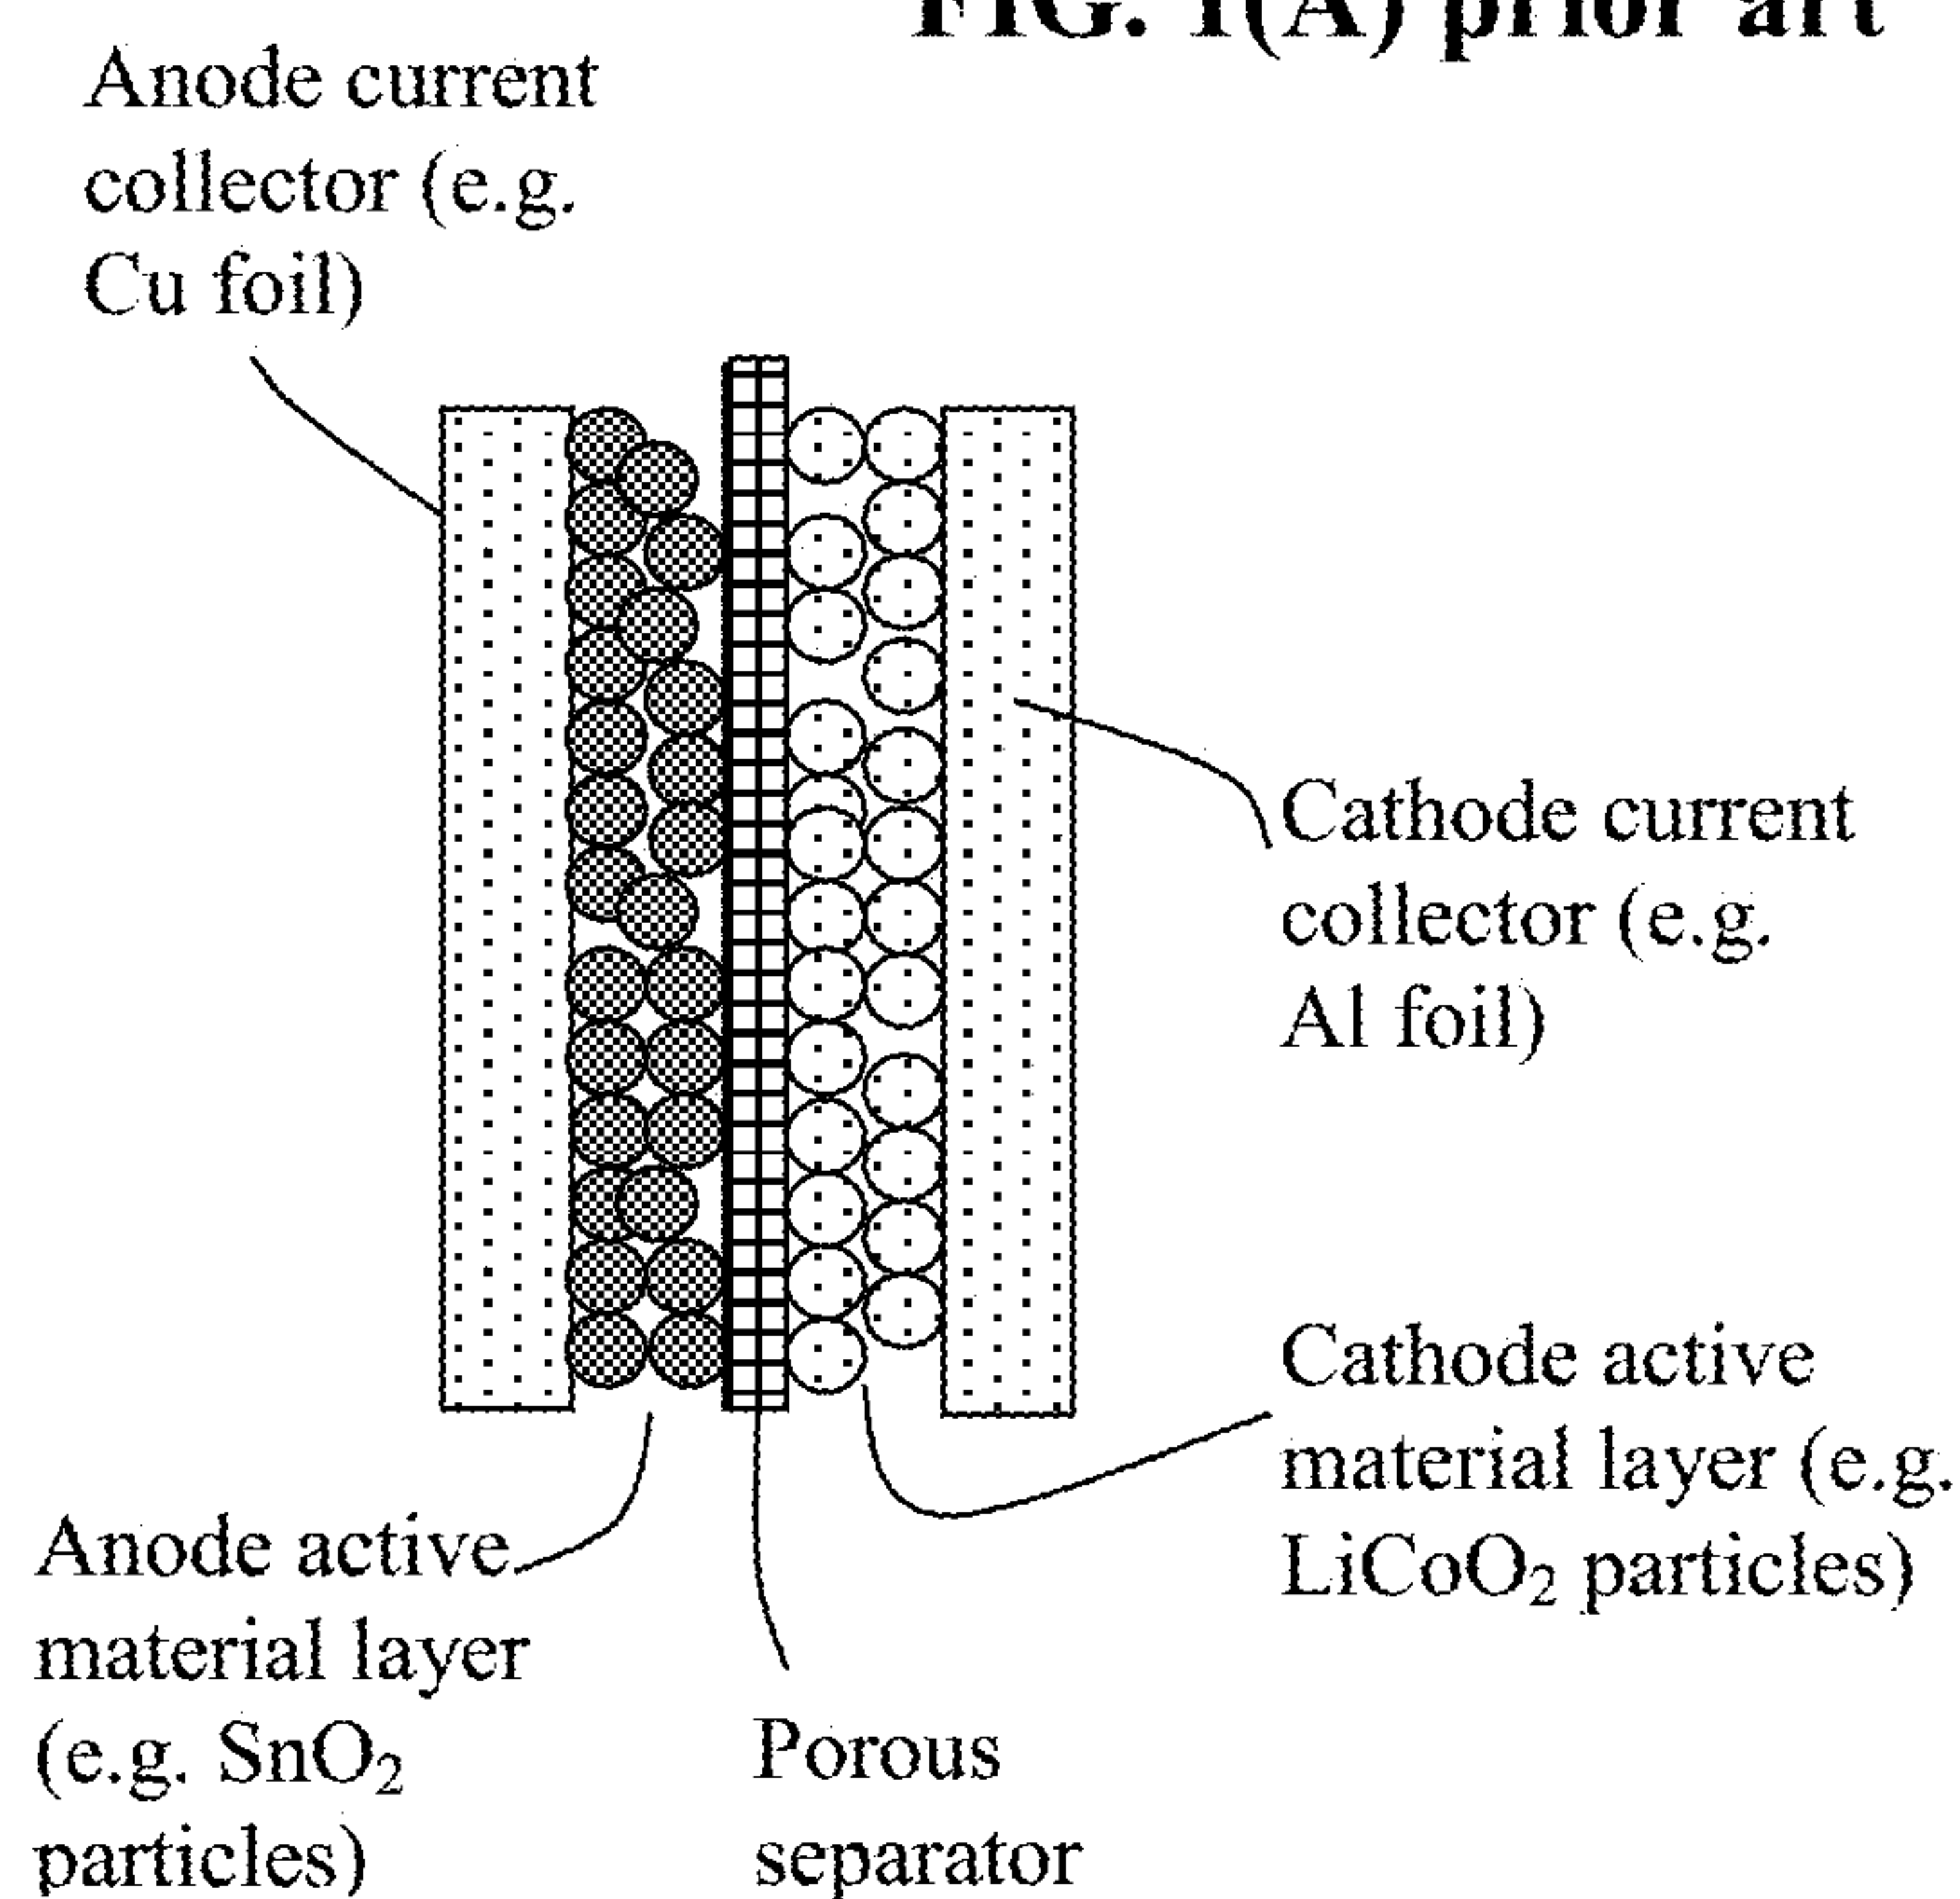 FIG. 1(A) prior art
Anode current
collector (e.g.
Cu foil)
Cathode current
collector (e.g.
Al foil)
Cathode active
material layer (e.g.
LiCoO₂ particles)
Anode active
material layer
(e.g. SnO₂
particles)
Porous
separator